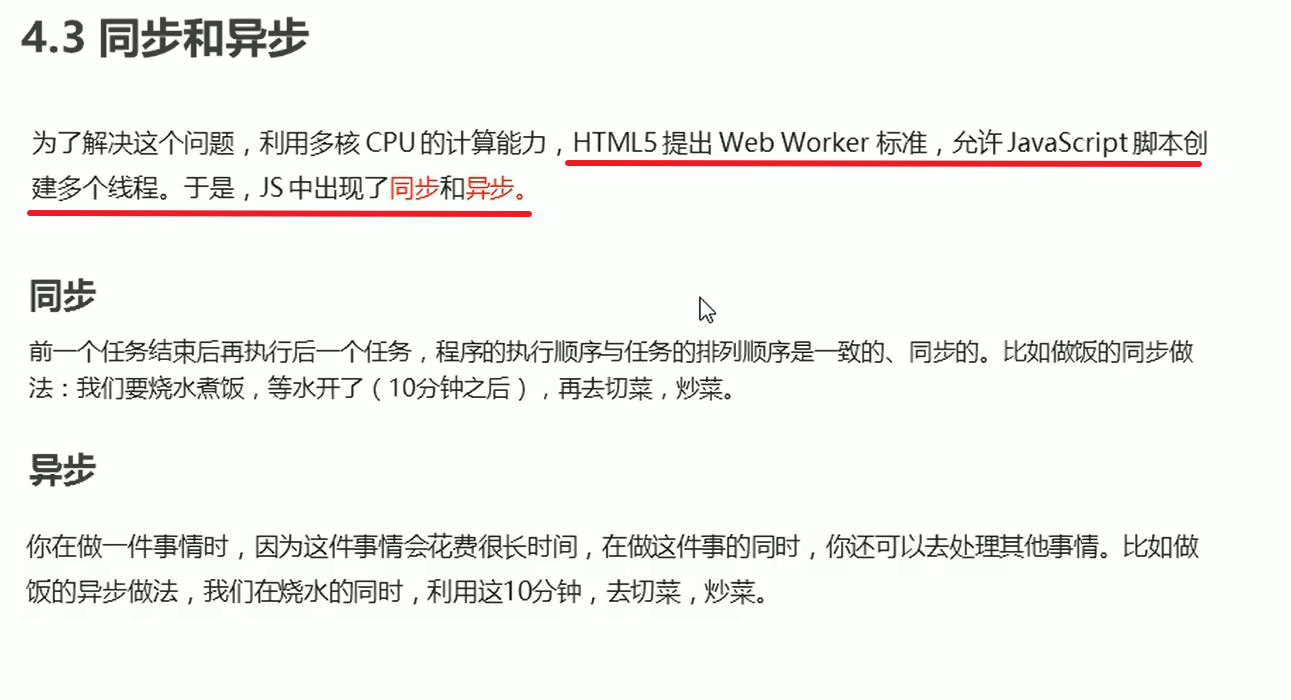 4.3 同步和异步
为了解决这个问题，利用多核 CPU 的计算能力，HTML5 提出 Web Worker 标准，允许 JavaScript 脚本创
建多个线程。于是，JS 中出现了同步和异步。
同步
前一个任务结束后再执行后一个任务，程序的执行顺序与任务的排列顺序是一致的、同步的。比如做饭的同步做
法：我们要烧水煮饭，等水开了（10分钟之后），再去切菜，炒菜。
异步
你在做一件事情时，因为这件事情会花费很长时间，在做这件事的同时，你还可以去处理其他事情。比如做
饭的异步做法，我们在烧水的同时，利用这10分钟，去切菜，炒菜。